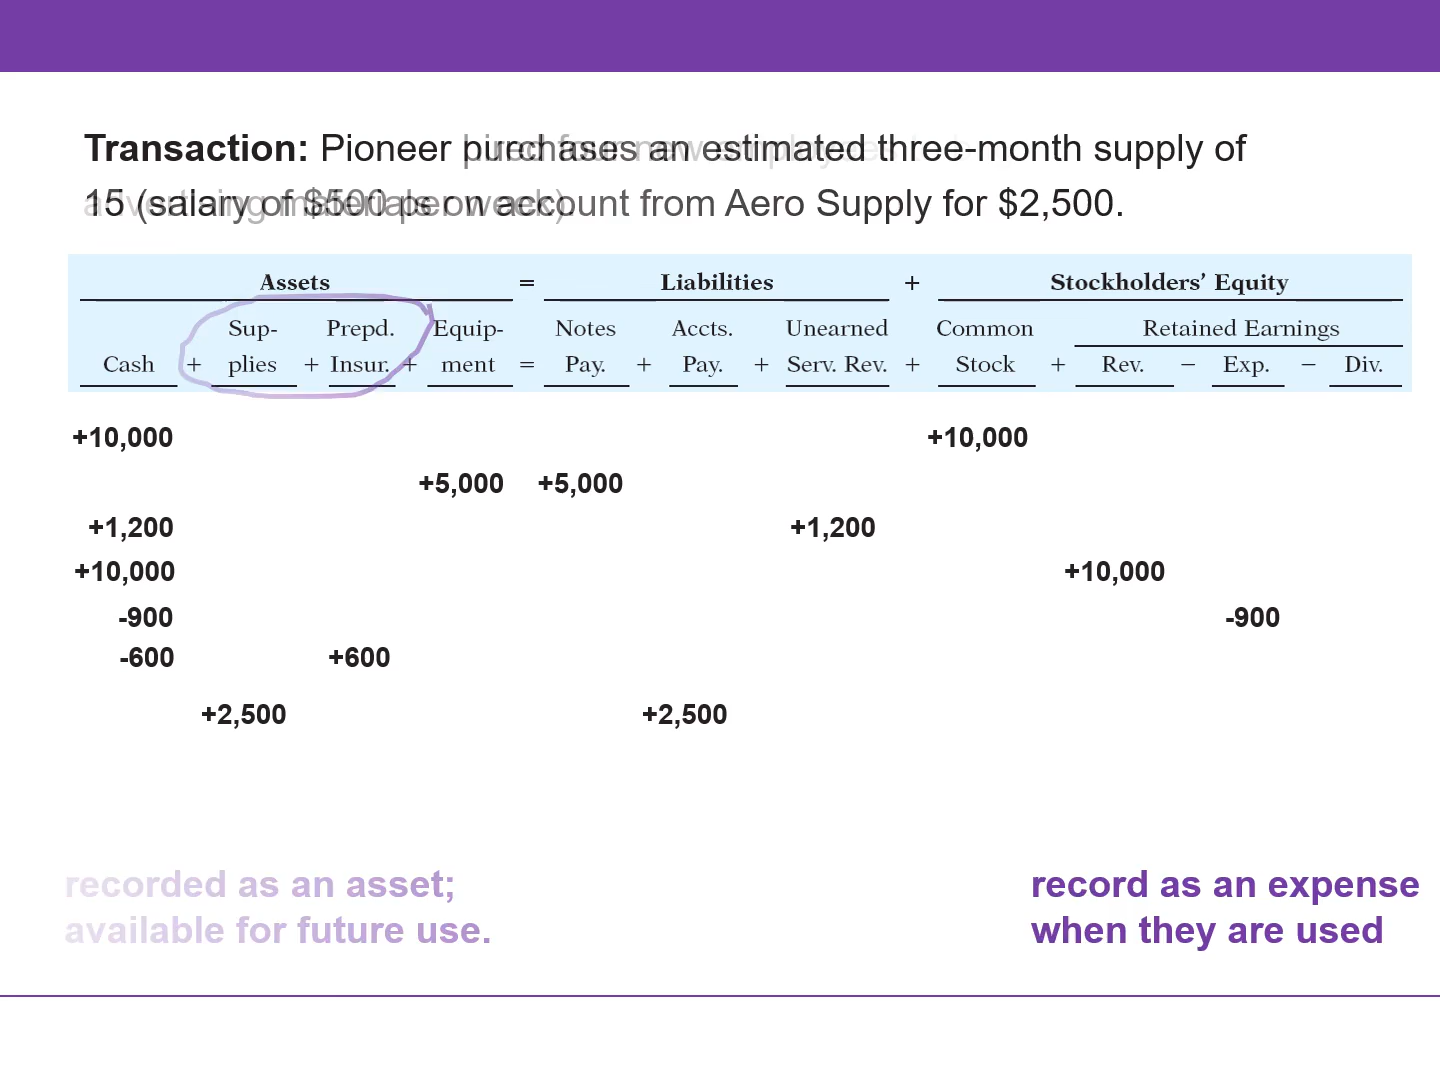 Transaction: Pioneer purchases an estimated three-month supply of
advertising materials on account from Aero Supply for $2,500.
15 (salary of $500 per week).
Assets = Liabilities + Stockholders' Equity
Sup- Prepd. Equip- Notes Accts. Unearned Common Retained Earnings
Cash + plies + Insur. + ment = Pay. + Pay. + Serv. Rev. + Stock + Rev. − Exp. − Div.
+10,000 +10,000
+5,000 +5,000
+1,200 +1,200
+10,000 +10,000
-900 -900
-600 +600
+2,500 +2,500
recorded as an asset;
available for future use.
record as an expense
when they are used